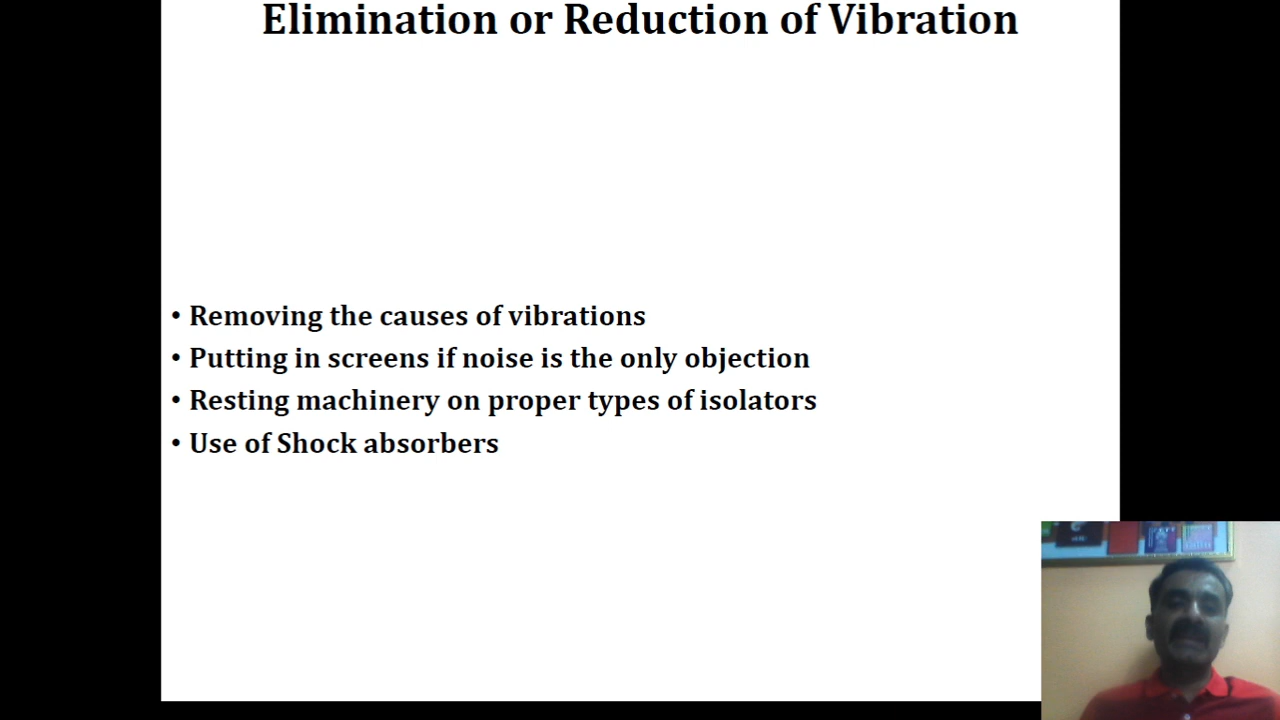 Elimination or Reduction of Vibration
• Removing the causes of vibrations
• Putting in screens if noise is the only objection
• Resting machinery on proper types of isolators
• Use of Shock absorbers